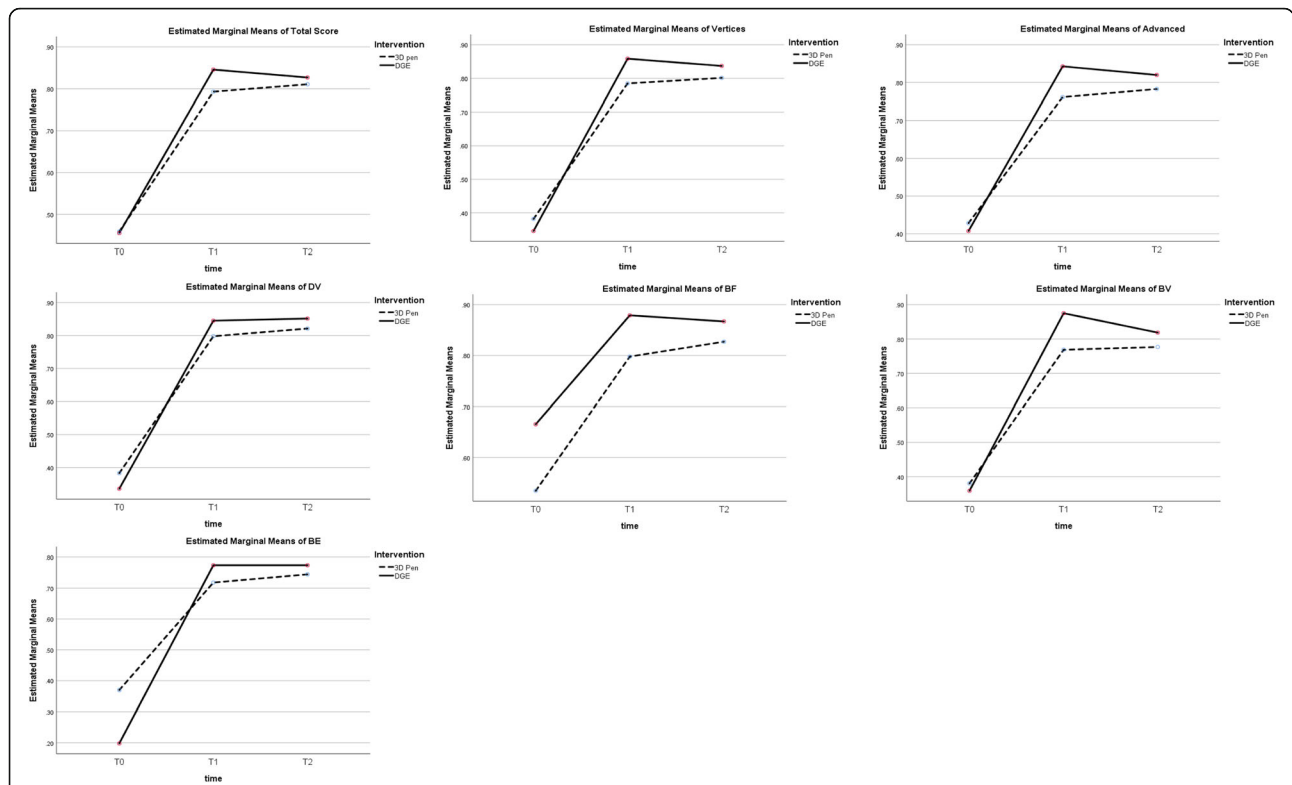 Estimated Marginal Means of Total Score
Intervention
3D pen
DGE
Estimated Marginal Means
.90
.80
.70
.60
.50
T0
T1
T2
time
Estimated Marginal Means of Vertices
Intervention
3D pen
DGE
Estimated Marginal Means
.90
.80
.70
.60
.50
.40
T0
T1
T2
time
Estimated Marginal Means of Advanced
Intervention
3D pen
DGE
Estimated Marginal Means
.90
.80
.70
.60
.50
.40
T0
T1
T2
time
Estimated Marginal Means of DV
Intervention
3D Pen
DGE
Estimated Marginal Means
.90
.80
.70
.60
.50
.40
T0
T1
T2
time
Estimated Marginal Means of BF
Intervention
3D Pen
DGE
Estimated Marginal Means
.90
.80
.70
.60
T0
T1
T2
time
Estimated Marginal Means of BV
Intervention
3D Pen
DGE
Estimated Marginal Means
.90
.80
.70
.60
.50
.40
T0
T1
T2
time
Estimated Marginal Means of BE
Intervention
3D Pen
DGE
Estimated Marginal Means
.80
.70
.60
.50
.40
.30
.20
T0
T1
T2
time